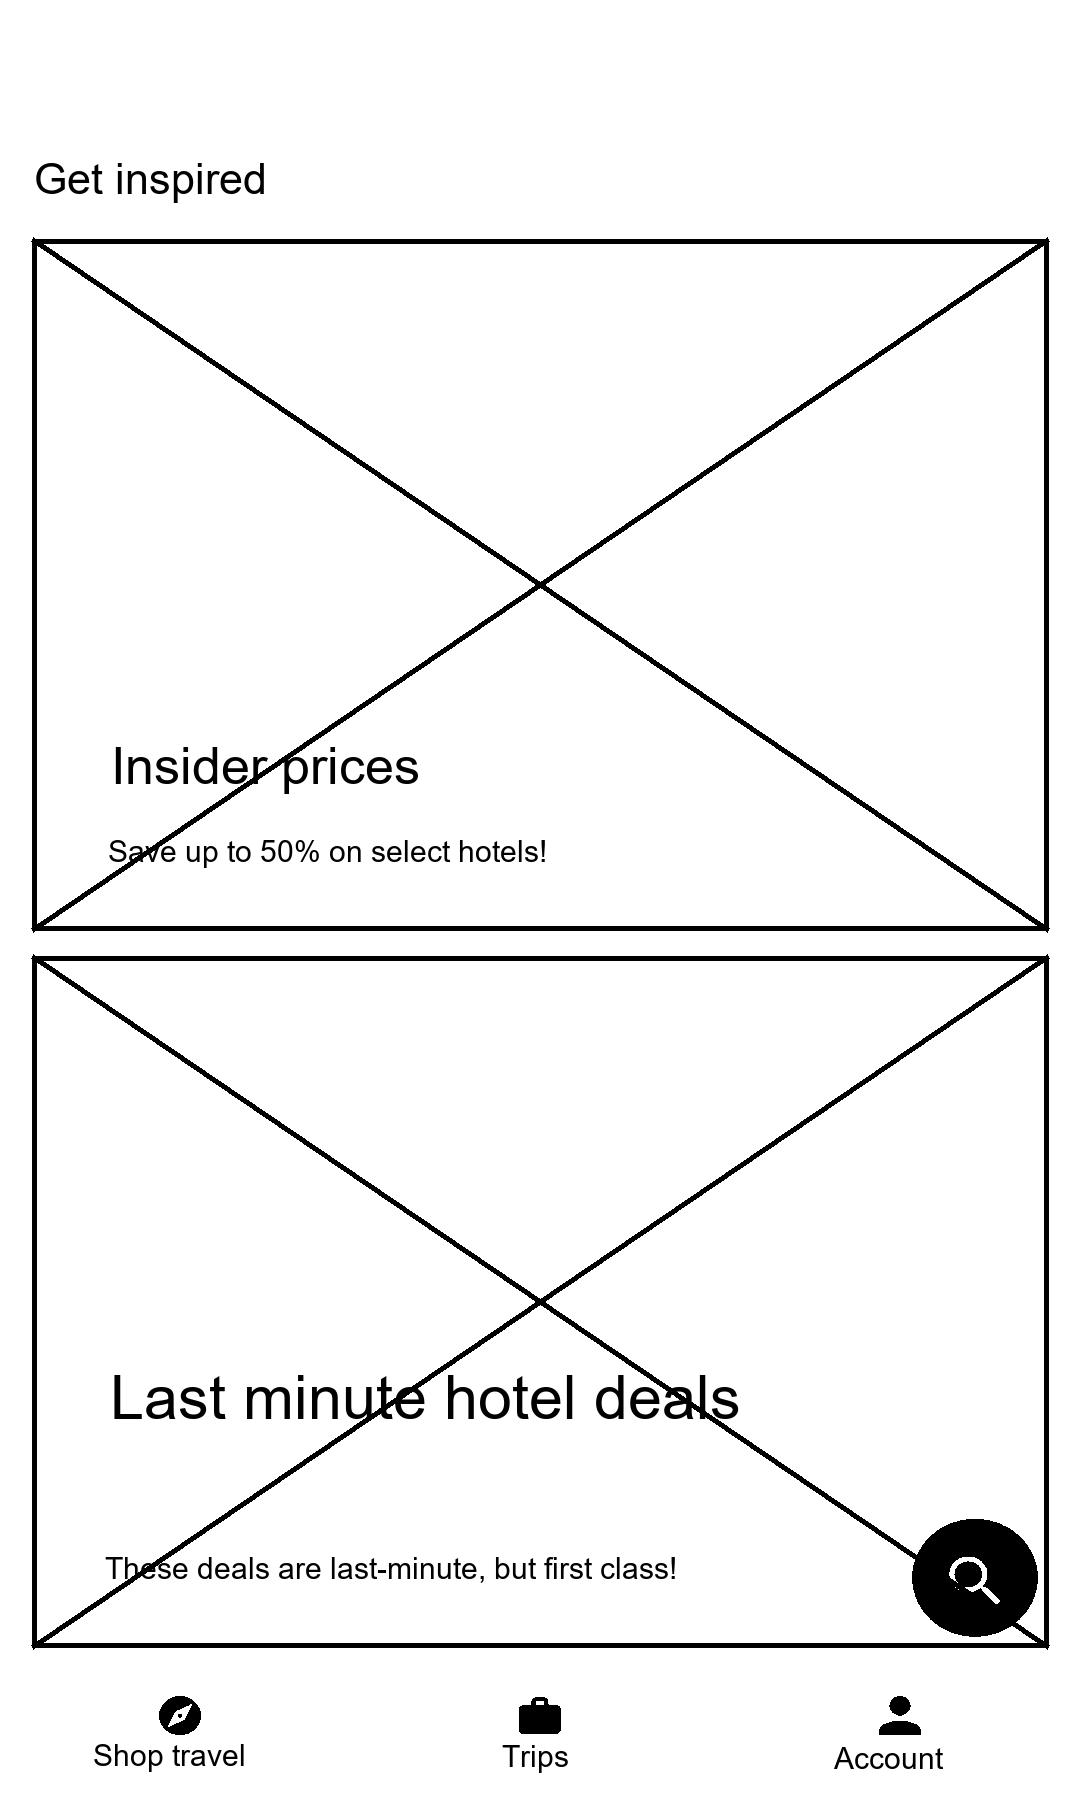 Get inspired
Insider prices
Save up to 50% on select hotels!
Last minute hotel deals
These deals are last-minute, but first class!
Shop travel
Trips
Account